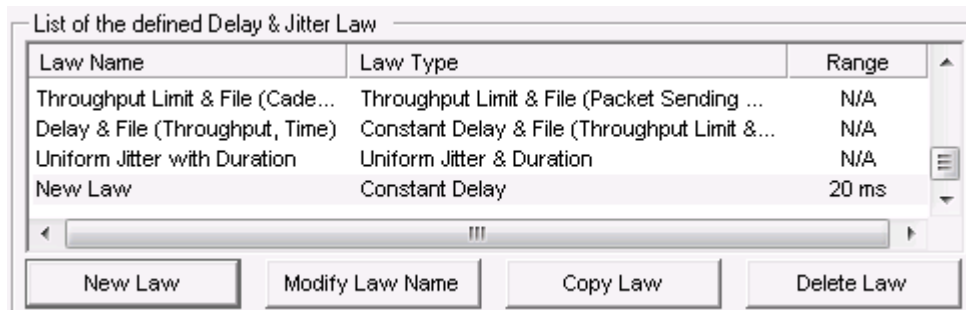 List of the defined Delay & Jitter Law
Law Name Law Type Range
Throughput Limit & File (Cade... Throughput Limit & File (Packet Sending ... N/A
Delay & File (Throughput, Time) Constant Delay & File (Throughput Limit &... N/A
Uniform Jitter with Duration Uniform Jitter & Duration N/A
New Law Constant Delay 20 ms
New Law Modify Law Name Copy Law Delete Law